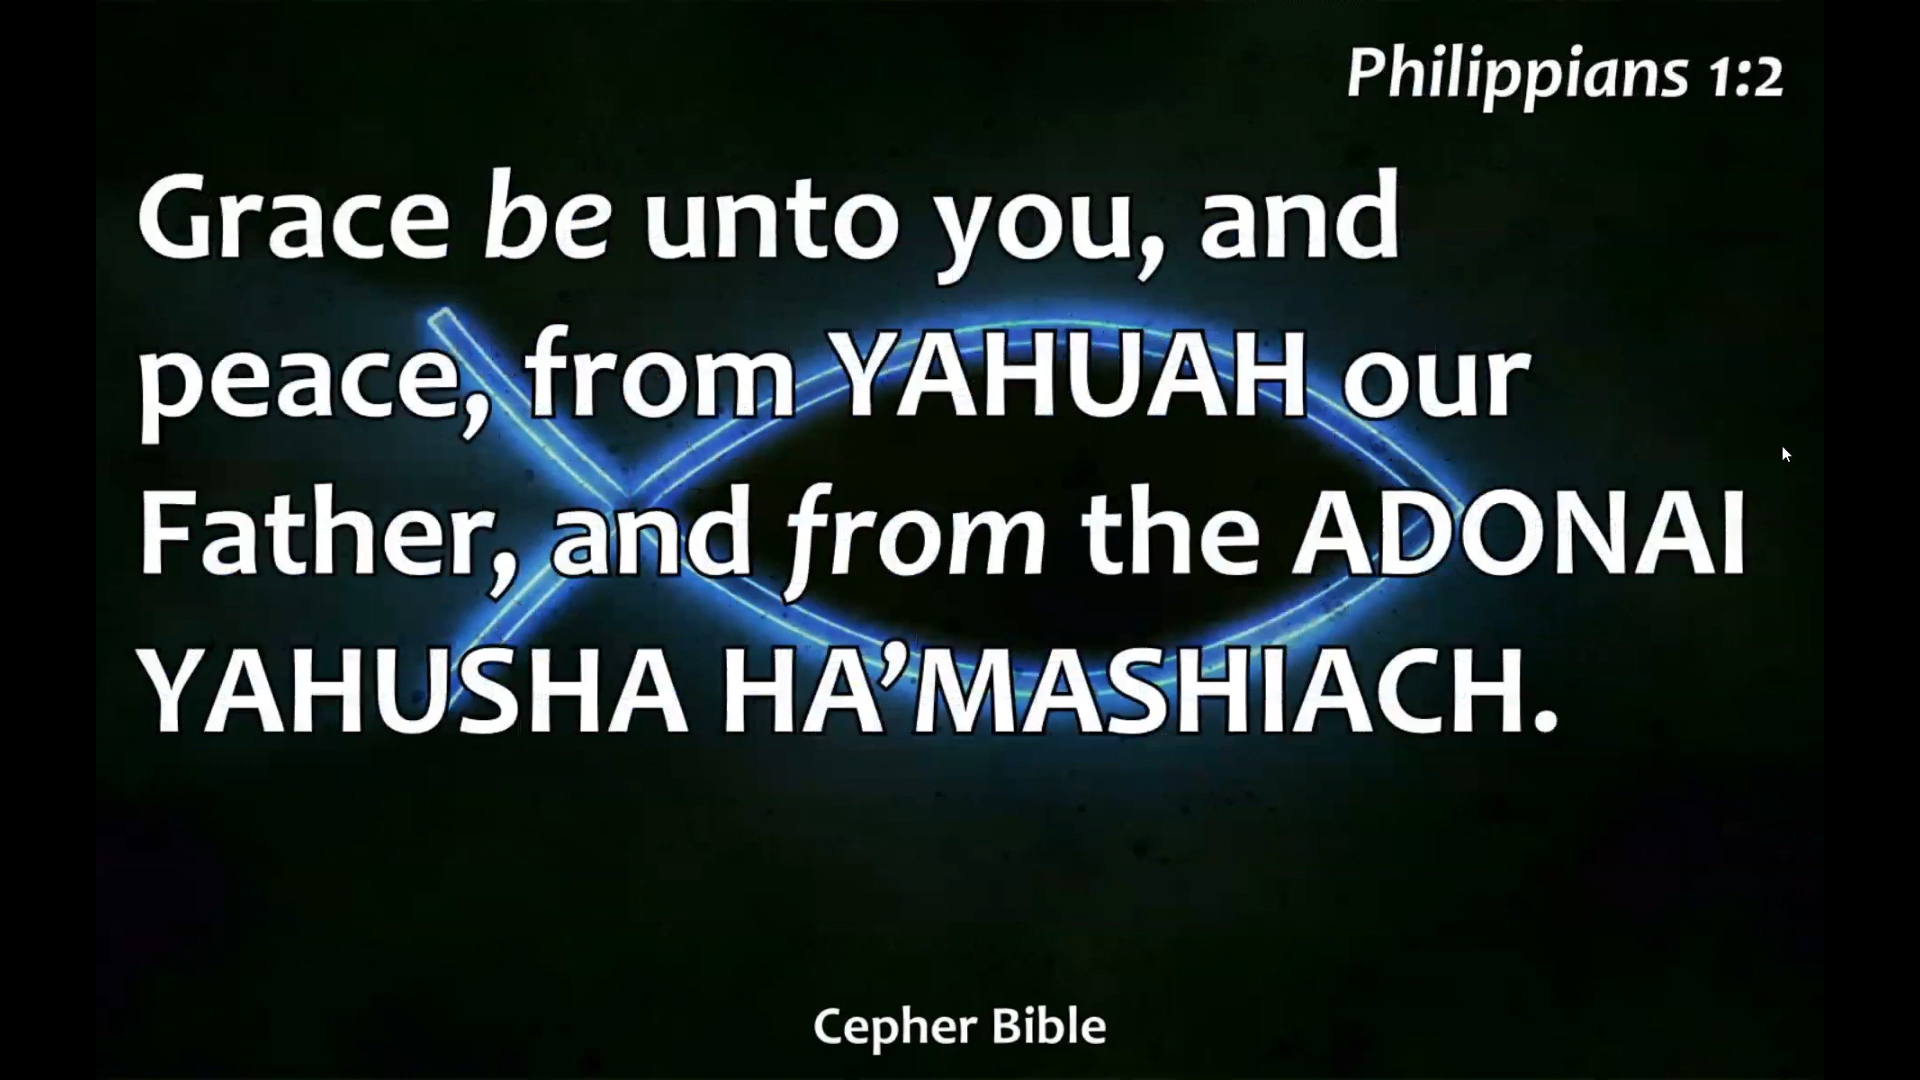 Philippians 1:2
Grace be unto you, and
peace, from YAHUAH our
Father, and from the ADONAI
YAHUSHA HA’MASHIACH.
Cepher Bible